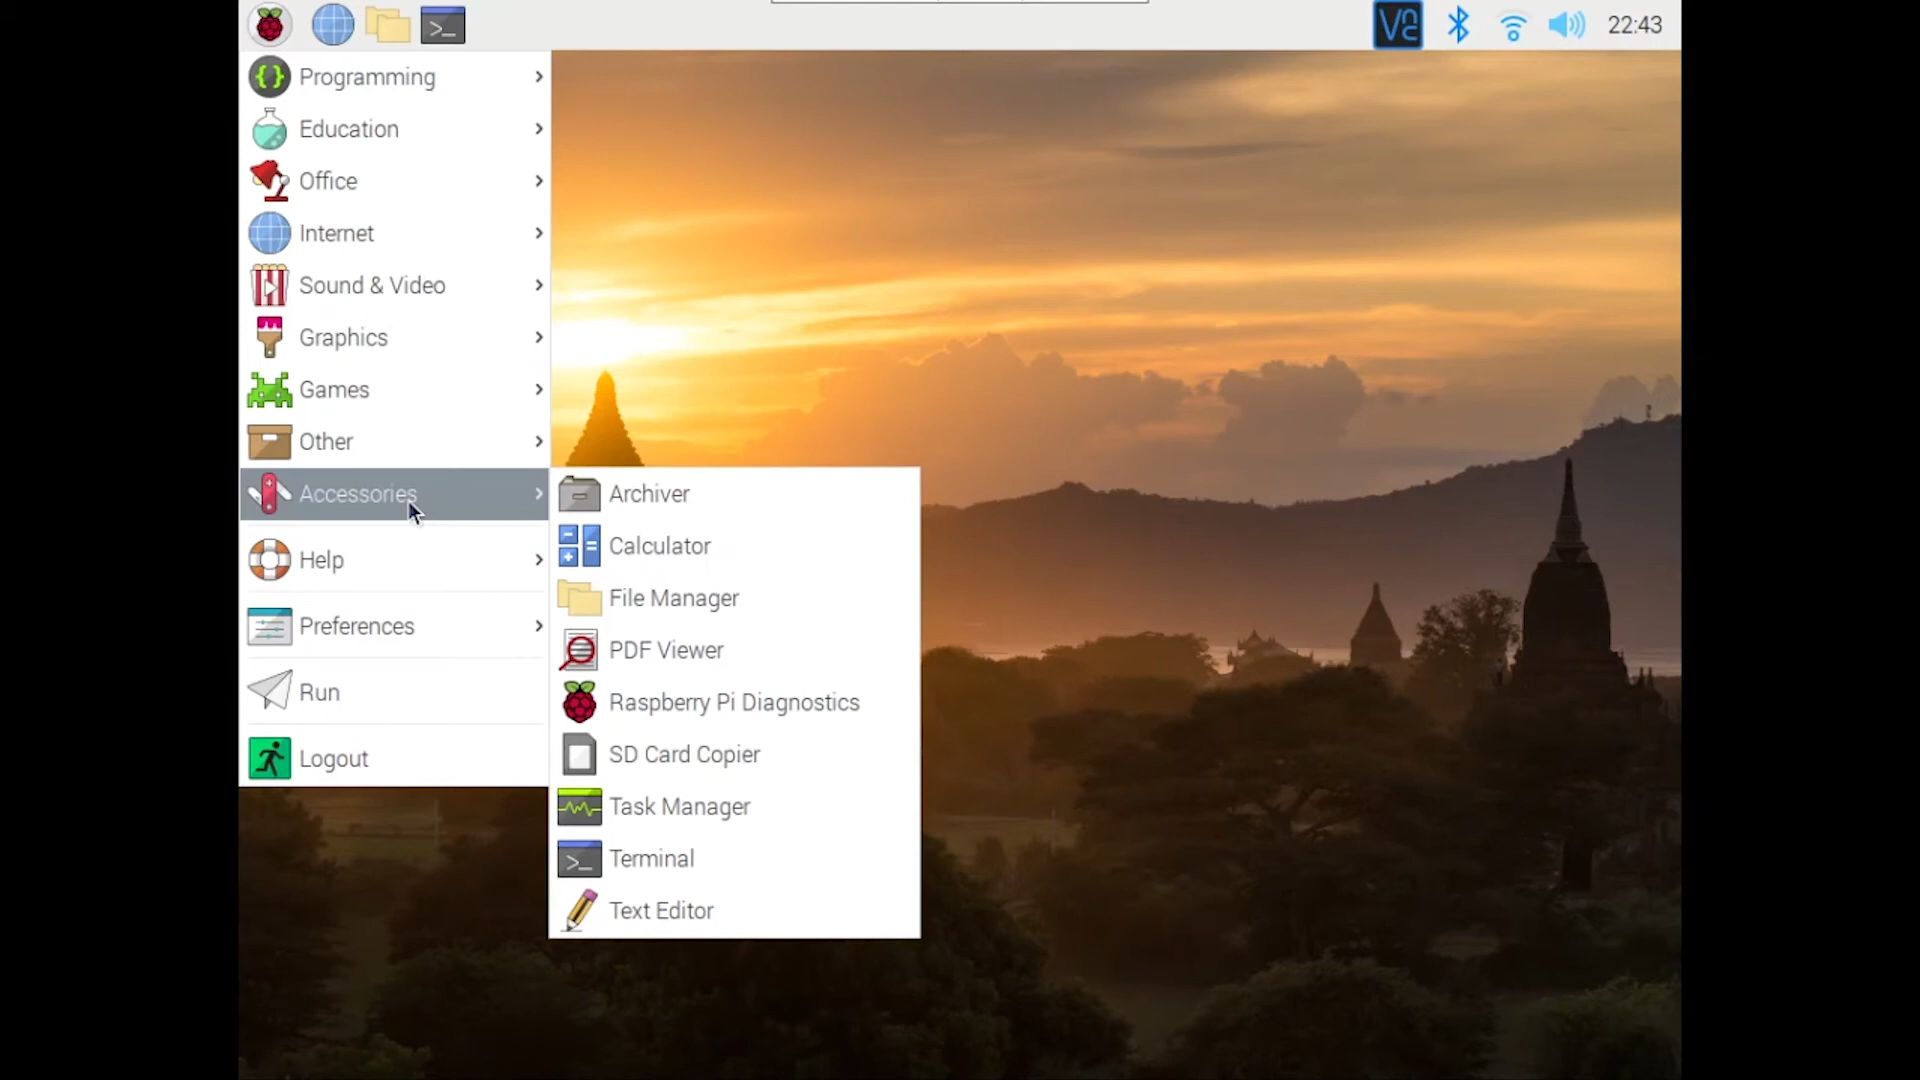 22:43
Programming
Education
Office
Internet
Sound & Video
Graphics
Games
Other
Accessories
Help
Preferences
Run
Logout
Archiver
Calculator
File Manager
PDF Viewer
Raspberry Pi Diagnostics
SD Card Copier
Task Manager
Terminal
Text Editor